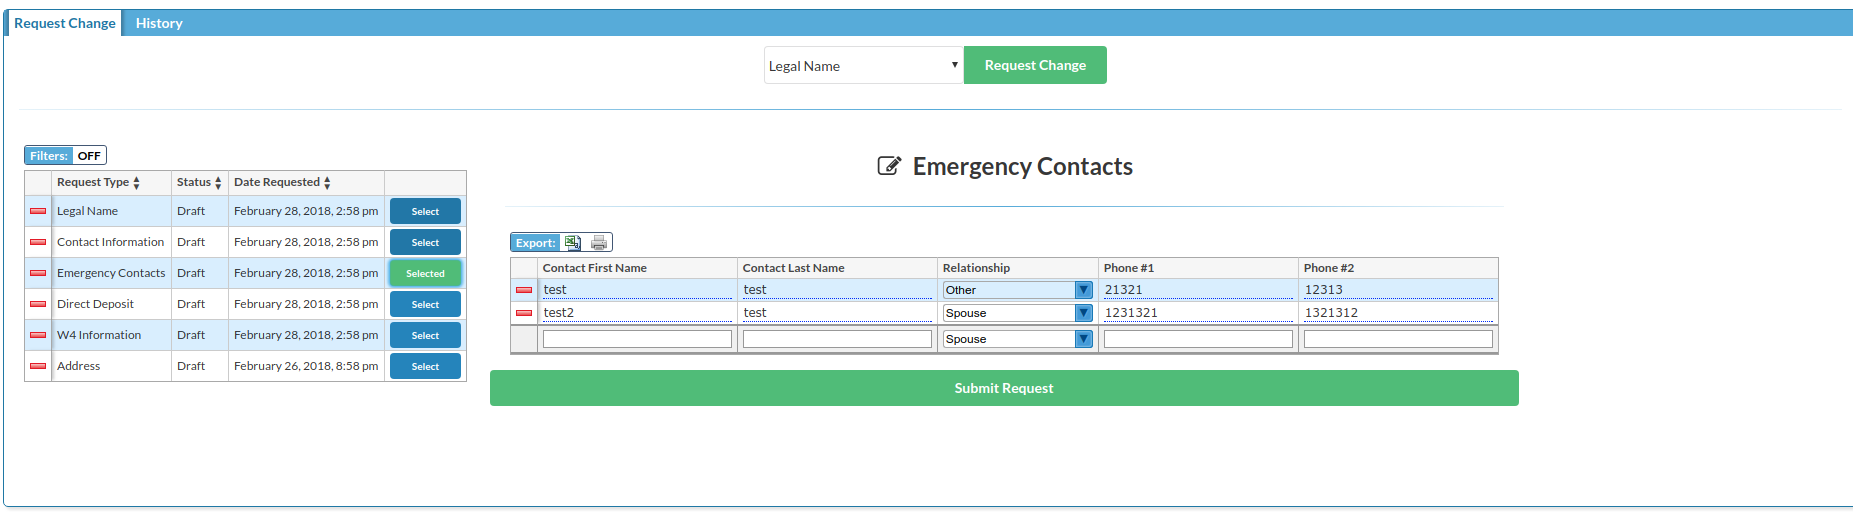 Request Change History
Legal Name Request Change
Filters: OFF
Request Type Status Date Requested
Legal Name Draft February 28, 2018, 2:58 pm Select
Contact Information Draft February 28, 2018, 2:58 pm Select
Emergency Contacts Draft February 28, 2018, 2:58 pm Selected
Direct Deposit Draft February 28, 2018, 2:58 pm Select
W4 Information Draft February 28, 2018, 2:58 pm Select
Address Draft February 26, 2018, 8:58 pm Select
Emergency Contacts
Export:
Contact First Name Contact Last Name Relationship Phone #1 Phone #2
test test Other 21321 12313
test2 test Spouse 1231321 1321312
Spouse
Submit Request